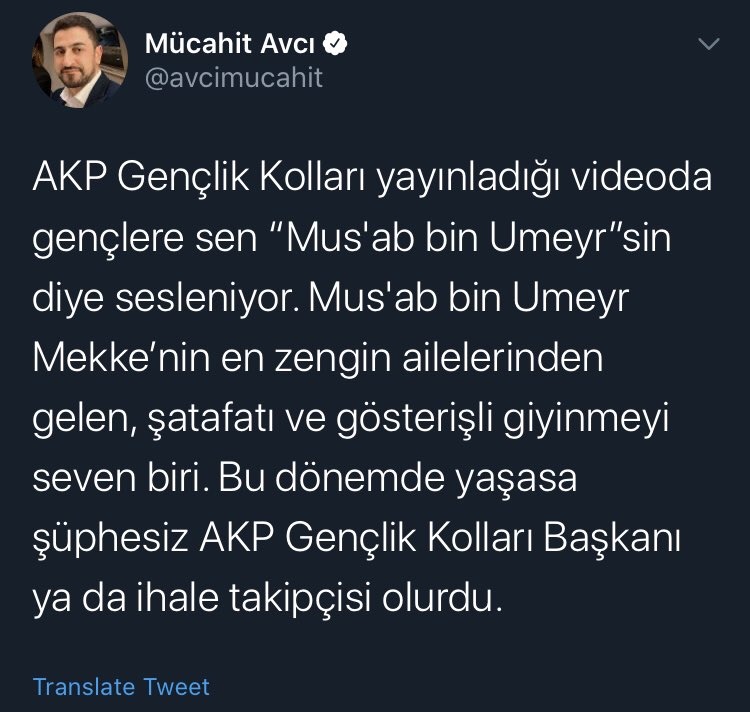 Mücahit Avcı
@avcimucahit
AKP Gençlik Kolları yayınladığı videoda
gençlere sen “Mus'ab bin Umeyr”sin
diye sesleniyor. Mus'ab bin Umeyr
Mekke’nin en zengin ailelerinden
gelen, şatafatı ve gösterişli giyinmeyi
seven biri. Bu dönemde yaşasa
şüphesiz AKP Gençlik Kolları Başkanı
ya da ihale takipçisi olurdu.
Translate Tweet